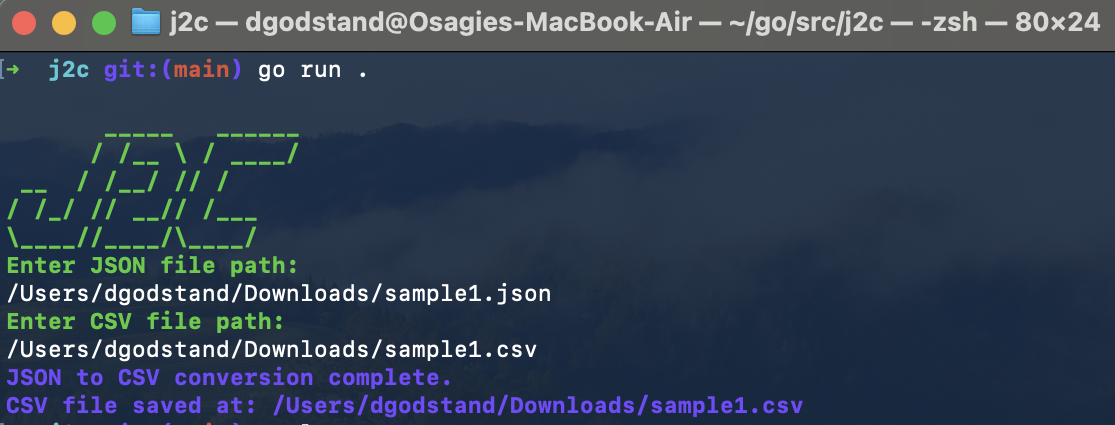 j2c — dgodstand@Osagies-MacBook-Air — ~/go/src/j2c — -zsh — 80×24
[→ j2c git:(main) go run .
       _____   ______
      / /__ \ / ____/
 __  / /__/ // /
/ /_/ // __// /___
\____//____/\____/
Enter JSON file path:
/Users/dgodstand/Downloads/sample1.json
Enter CSV file path:
/Users/dgodstand/Downloads/sample1.csv
JSON to CSV conversion complete.
CSV file saved at: /Users/dgodstand/Downloads/sample1.csv